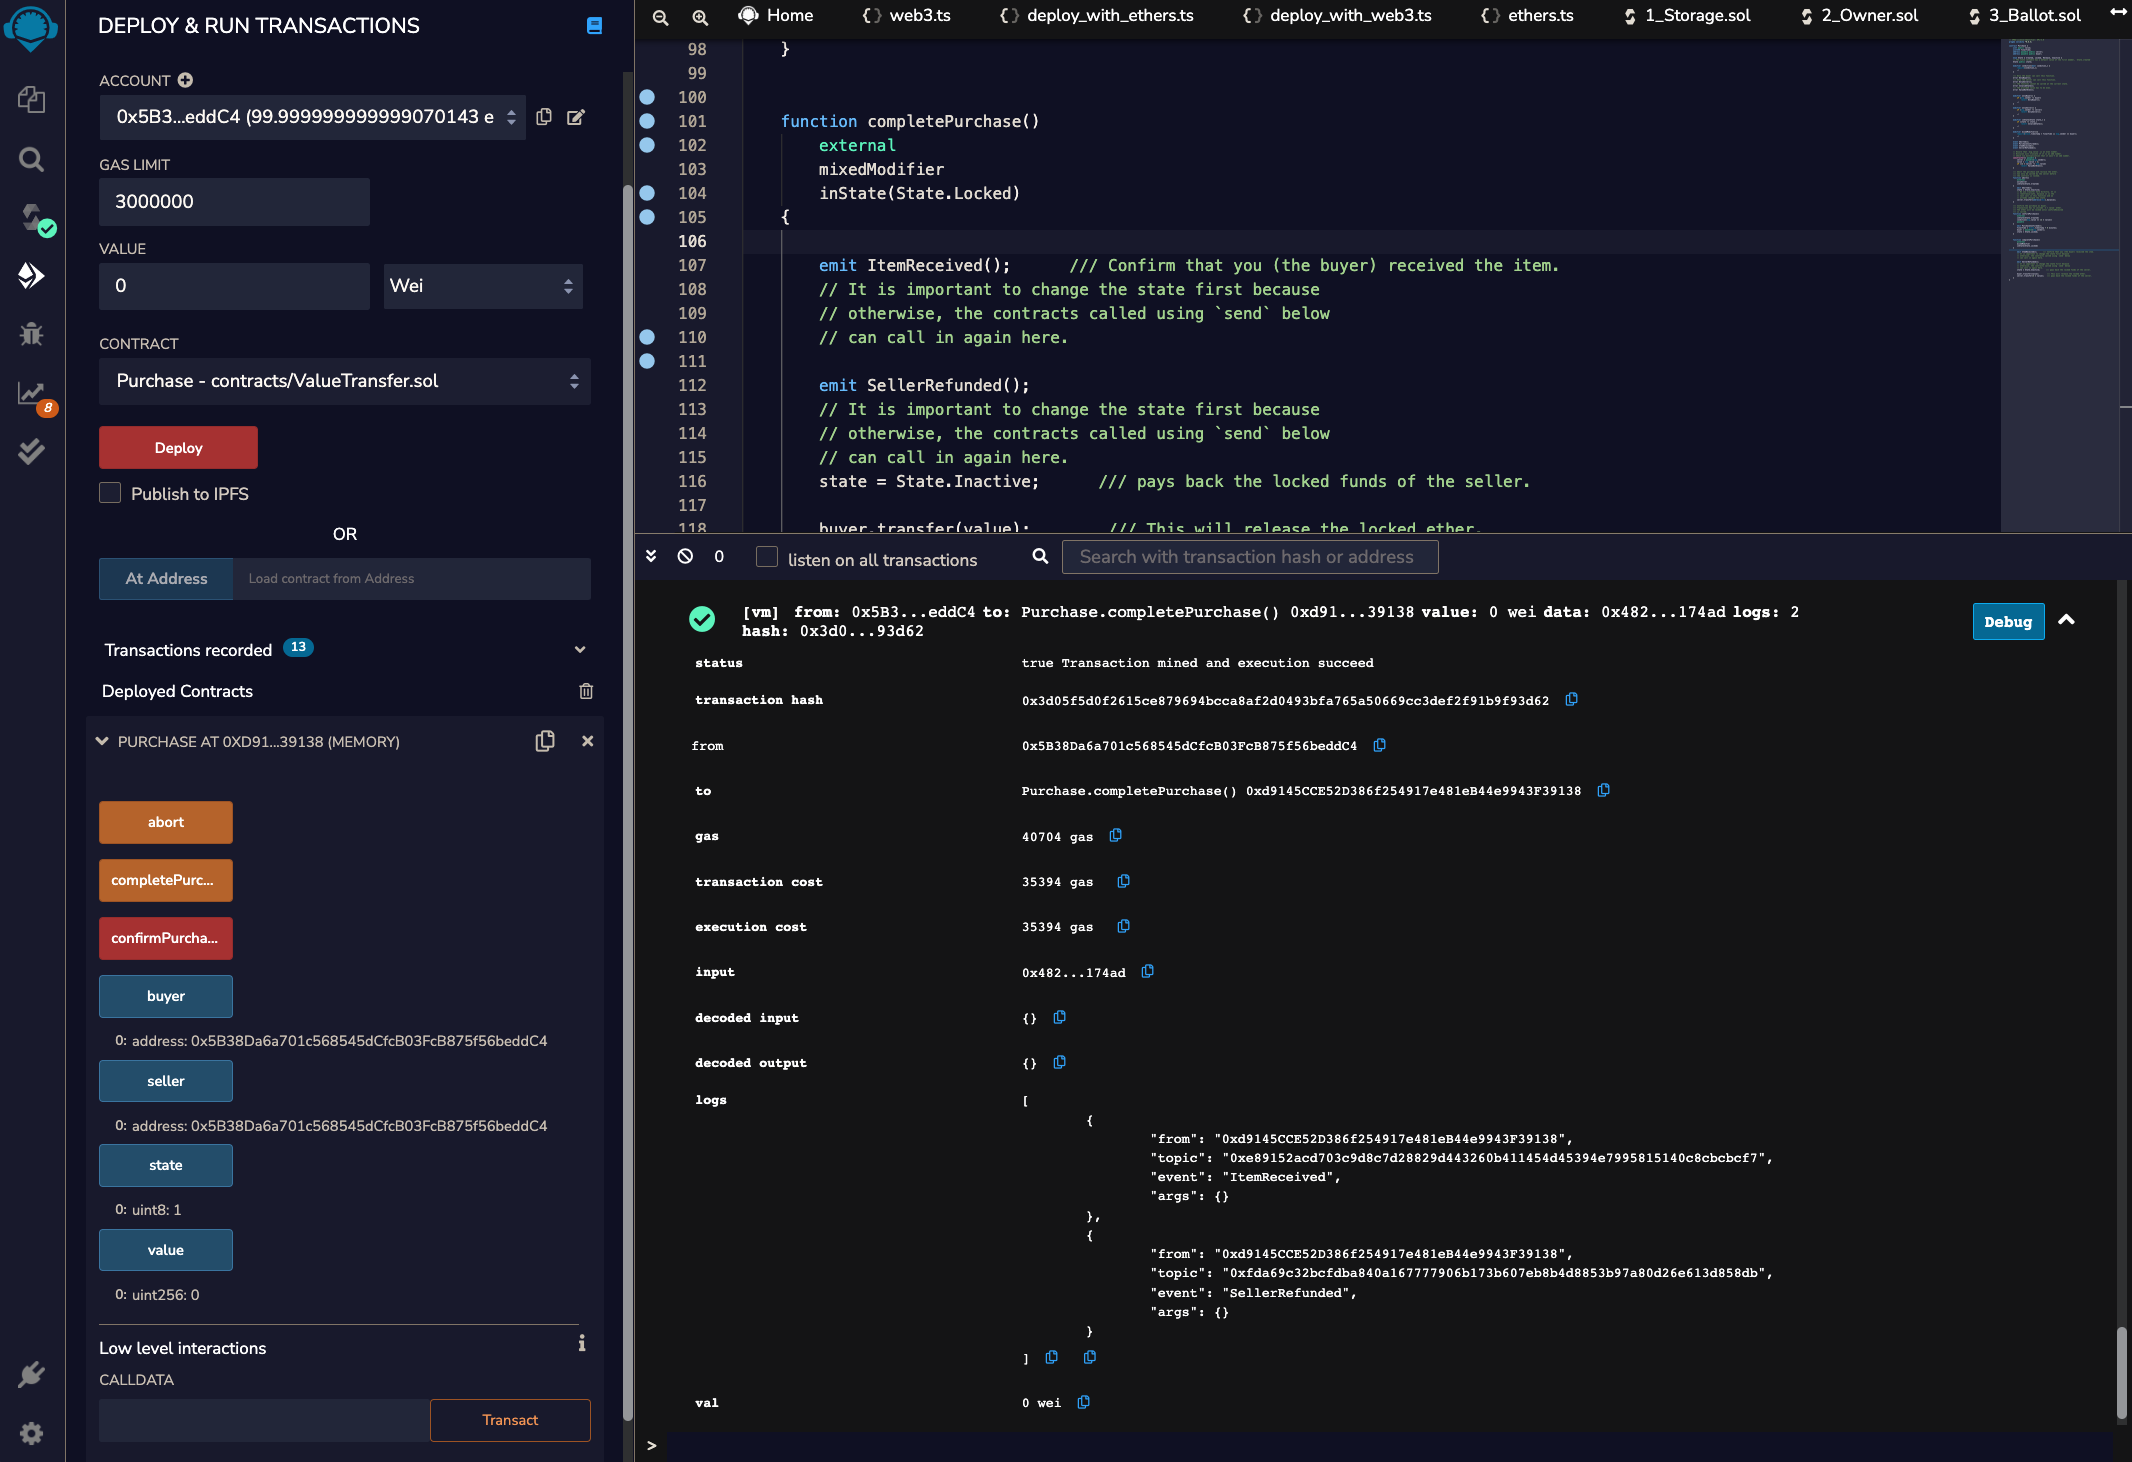 DEPLOY & RUN TRANSACTIONS
ACCOUNT
0x5B3...eddC4 (99.999999999999070143 e
GAS LIMIT
3000000
VALUE
0
Wei
CONTRACT
Purchase - contracts/ValueTransfer.sol
Deploy
Publish to IPFS
OR
At Address
Load contract from Address
Transactions recorded 13
Deployed Contracts
PURCHASE AT 0XD91...39138 (MEMORY)
abort
completePurc...
confirmPurcha...
buyer
0: address: 0x5B38Da6a701c568545dCfcB03FcB875f56beddC4
seller
0: address: 0x5B38Da6a701c568545dCfcB03FcB875f56beddC4
state
0: uint8: 1
value
0: uint256: 0
Low level interactions
i
CALLDATA
Transact
8
Home
{} web3.ts
{} deploy_with_ethers.ts
{} deploy_with_web3.ts
{} ethers.ts
1_Storage.sol
2_Owner.sol
3_Ballot.sol
98 }
99
100
101 function completePurchase()
102 external
103 mixedModifier
104 inState(State.Locked)
105 {
106
107 emit ItemReceived(); /// Confirm that you (the buyer) received the item.
108 // It is important to change the state first because
109 // otherwise, the contracts called using `send` below
110 // can call in again here.
111
112 emit SellerRefunded();
113 // It is important to change the state first because
114 // otherwise, the contracts called using `send` below
115 // can call in again here.
116 state = State.Inactive; /// pays back the locked funds of the seller.
117
118 buyer.transfer(value); /// This will release the locked ether.
0
listen on all transactions
Search with transaction hash or address
[vm] from: 0x5B3...eddC4 to: Purchase.completePurchase() 0xd91...39138 value: 0 wei data: 0x482...174ad logs: 2
hash: 0x3d0...93d62
Debug
status true Transaction mined and execution succeed
transaction hash 0x3d05f5d0f2615ce879694bcca8af2d0493bfa765a50669cc3def2f91b9f93d62
from 0x5B38Da6a701c568545dCfcB03FcB875f56beddC4
to Purchase.completePurchase() 0xd9145CCE52D386f254917e481eB44e9943F39138
gas 40704 gas
transaction cost 35394 gas
execution cost 35394 gas
input 0x482...174ad
decoded input {}
decoded output {}
logs [
{
"from": "0xd9145CCE52D386f254917e481eB44e9943F39138",
"topic": "0xe89152acd703c9d8c7d28829d443260b411454d45394e7995815140c8cbcbcf7",
"event": "ItemReceived",
"args": {}
},
{
"from": "0xd9145CCE52D386f254917e481eB44e9943F39138",
"topic": "0xfda69c32bcfdba840a167777906b173b607eb8b4d8853b97a80d26e613d858db",
"event": "SellerRefunded",
"args": {}
}
]
val 0 wei
>